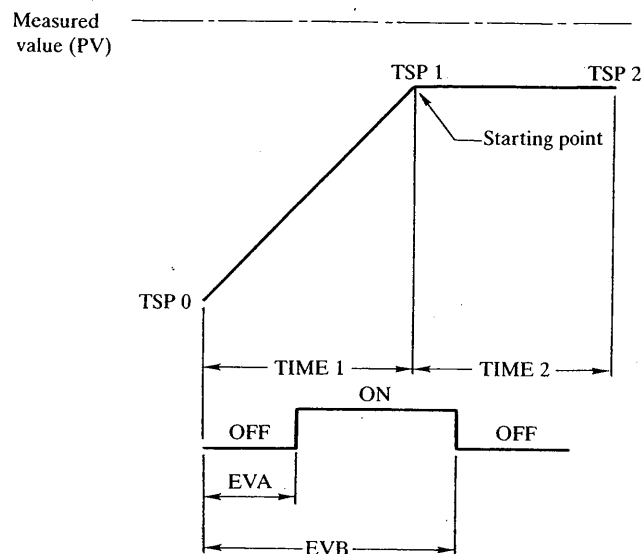 Measured
value (PV)
TSP 1
TSP 2
Starting point
TSP 0
TIME 1
TIME 2
ON
OFF
OFF
EVA
EVB